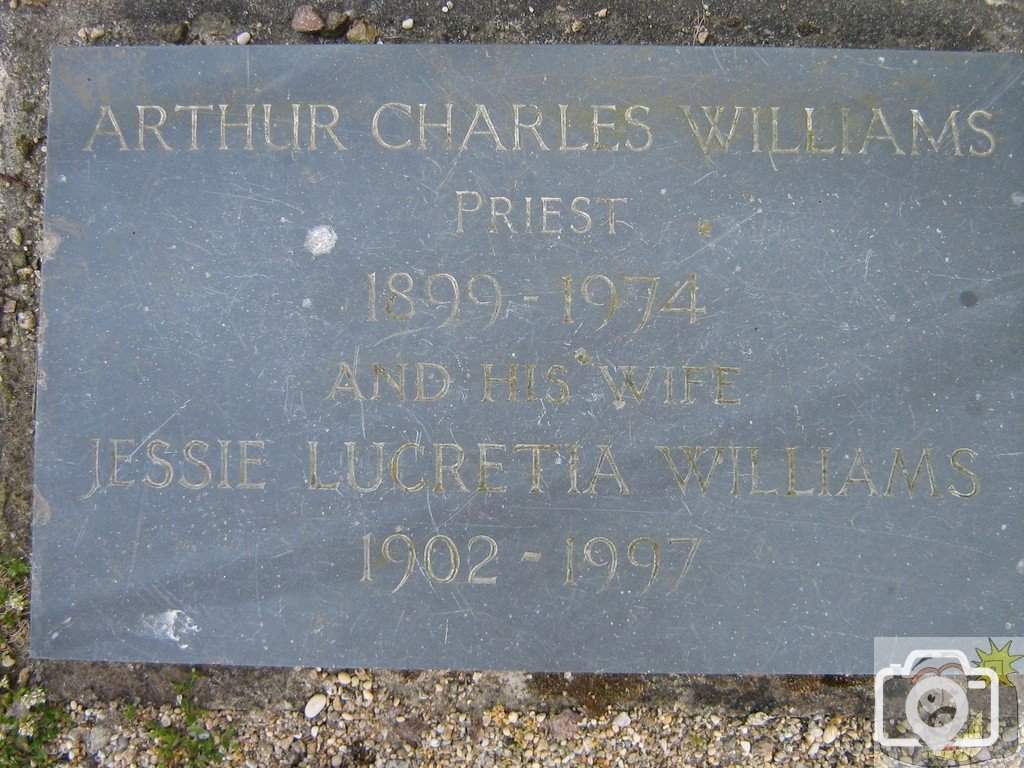 ARTHUR CHARLES WILLIAMS
PRIEST
1899 - 1974
AND HIS WIFE
JESSIE LUCRETIA WILLIAMS
1902 - 1997